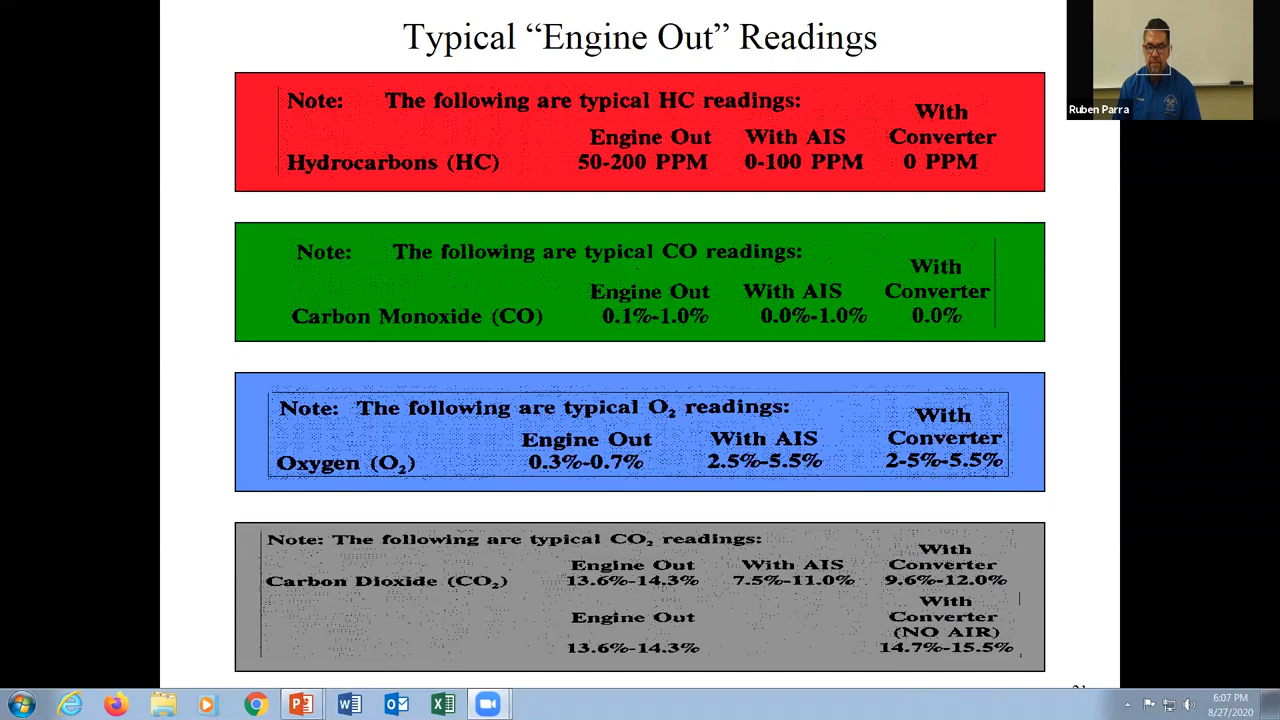 Typical “Engine Out” Readings
Ruben Parra
Note: The following are typical HC readings:
With
Engine Out With AIS Converter
Hydrocarbons (HC) 50-200 PPM 0-100 PPM 0 PPM
Note: The following are typical CO readings:
With
Engine Out With AIS Converter
Carbon Monoxide (CO) 0.1%-1.0% 0.0%-1.0% 0.0%
Note: The following are typical O₂ readings:
With
Engine Out With AIS Converter
Oxygen (O₂) 0.3%-0.7% 2.5%-5.5% 2-5%-5.5%
Note: The following are typical CO₂ readings:
With
Engine Out With AIS Converter
Carbon Dioxide (CO₂) 13.6%-14.3% 7.5%-11.0% 9.6%-12.0%
With
Engine Out Converter
(NO AIR)
13.6%-14.3% 14.7%-15.5%
6:07 PM
8/27/2020